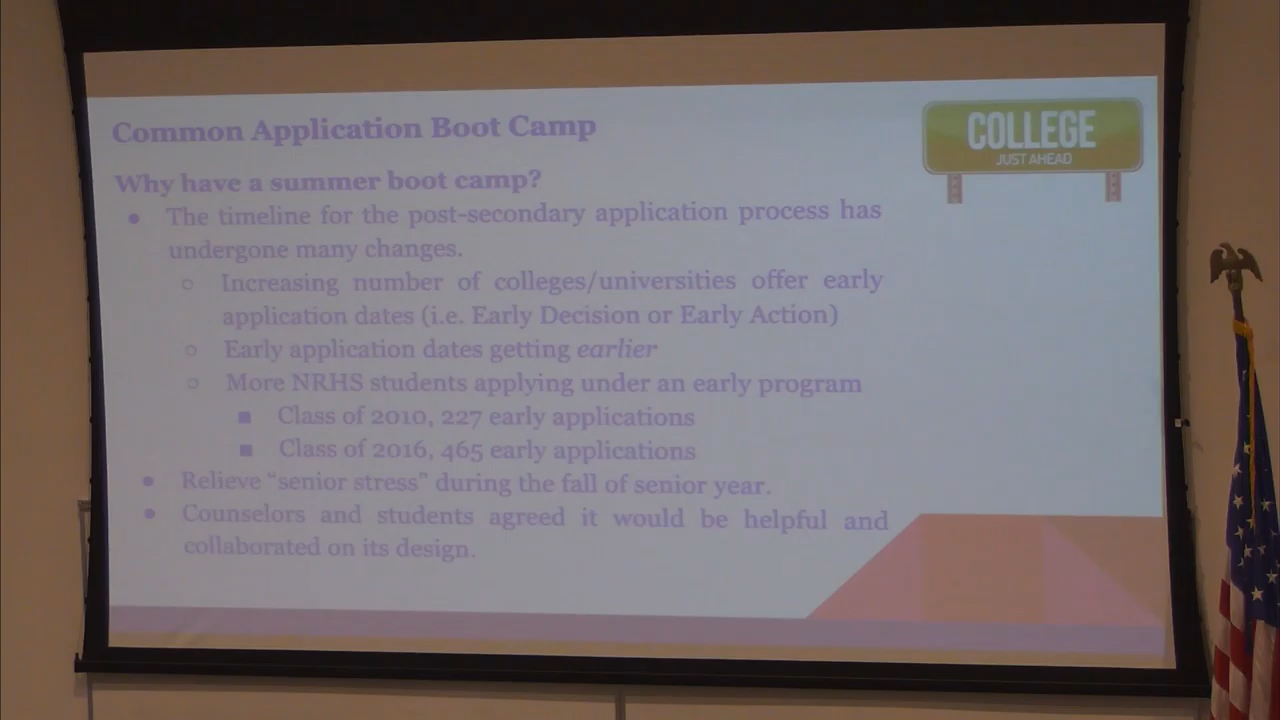 Common Application Boot Camp
COLLEGE
JUST AHEAD
Why have a summer boot camp?
● The timeline for the post-secondary application process has
undergone many changes.
○ Increasing number of colleges/universities offer early
application dates (i.e. Early Decision or Early Action)
○ Early application dates getting earlier
○ More NRHS students applying under an early program
■ Class of 2010, 227 early applications
■ Class of 2016, 465 early applications
● Relieve “senior stress” during the fall of senior year.
● Counselors and students agreed it would be helpful and
collaborated on its design.